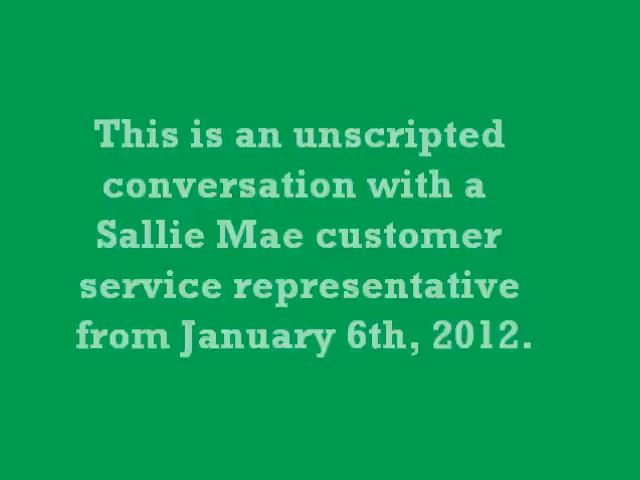 This is an unscripted
conversation with a
Sallie Mae customer
service representative
from January 6th, 2012.